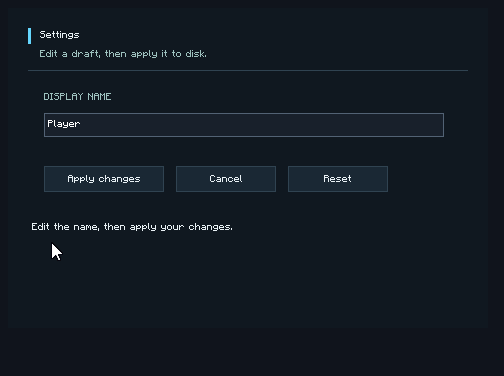 Settings
Edit a draft, then apply it to disk.
DISPLAY NAME
Player
Apply changes
Cancel
Reset
Edit the name, then apply your changes.